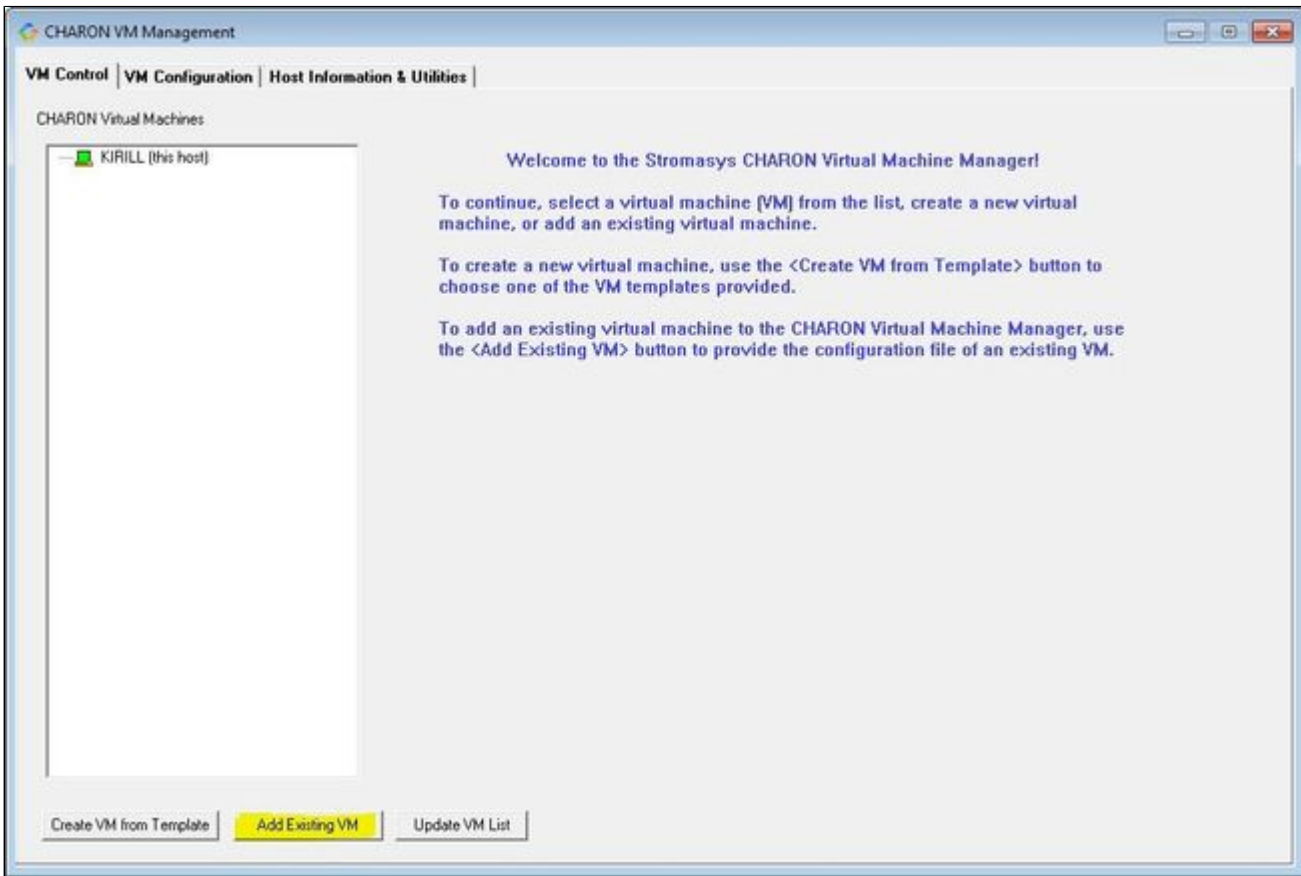 CHARON VM Management
VM Control VM Configuration Host Information & Utilities
CHARON Virtual Machines
KIRILL (this host)
Welcome to the Stromasys CHARON Virtual Machine Manager!
To continue, select a virtual machine (VM) from the list, create a new virtual
machine, or add an existing virtual machine.
To create a new virtual machine, use the <Create VM from Template> button to
choose one of the VM templates provided.
To add an existing virtual machine to the CHARON Virtual Machine Manager, use
the <Add Existing VM> button to provide the configuration file of an existing VM.
Create VM from Template Add Existing VM Update VM List